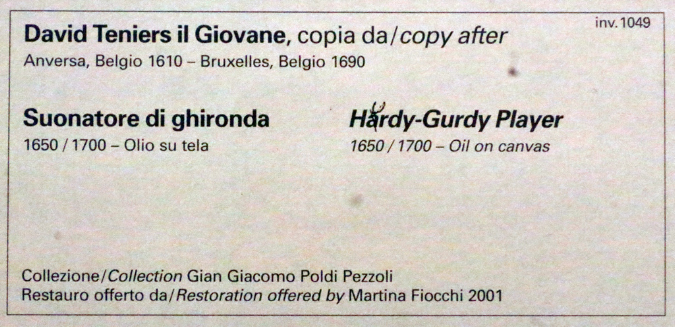 inv. 1049
David Teniers il Giovane, copia da/copy after
Anversa, Belgio 1610 – Bruxelles, Belgio 1690
Suonatore di ghironda
1650 / 1700 – Olio su tela
Hardy-Gurdy Player
1650 / 1700 – Oil on canvas
Collezione/Collection Gian Giacomo Poldi Pezzoli
Restauro offerto da/Restoration offered by Martina Fiocchi 2001